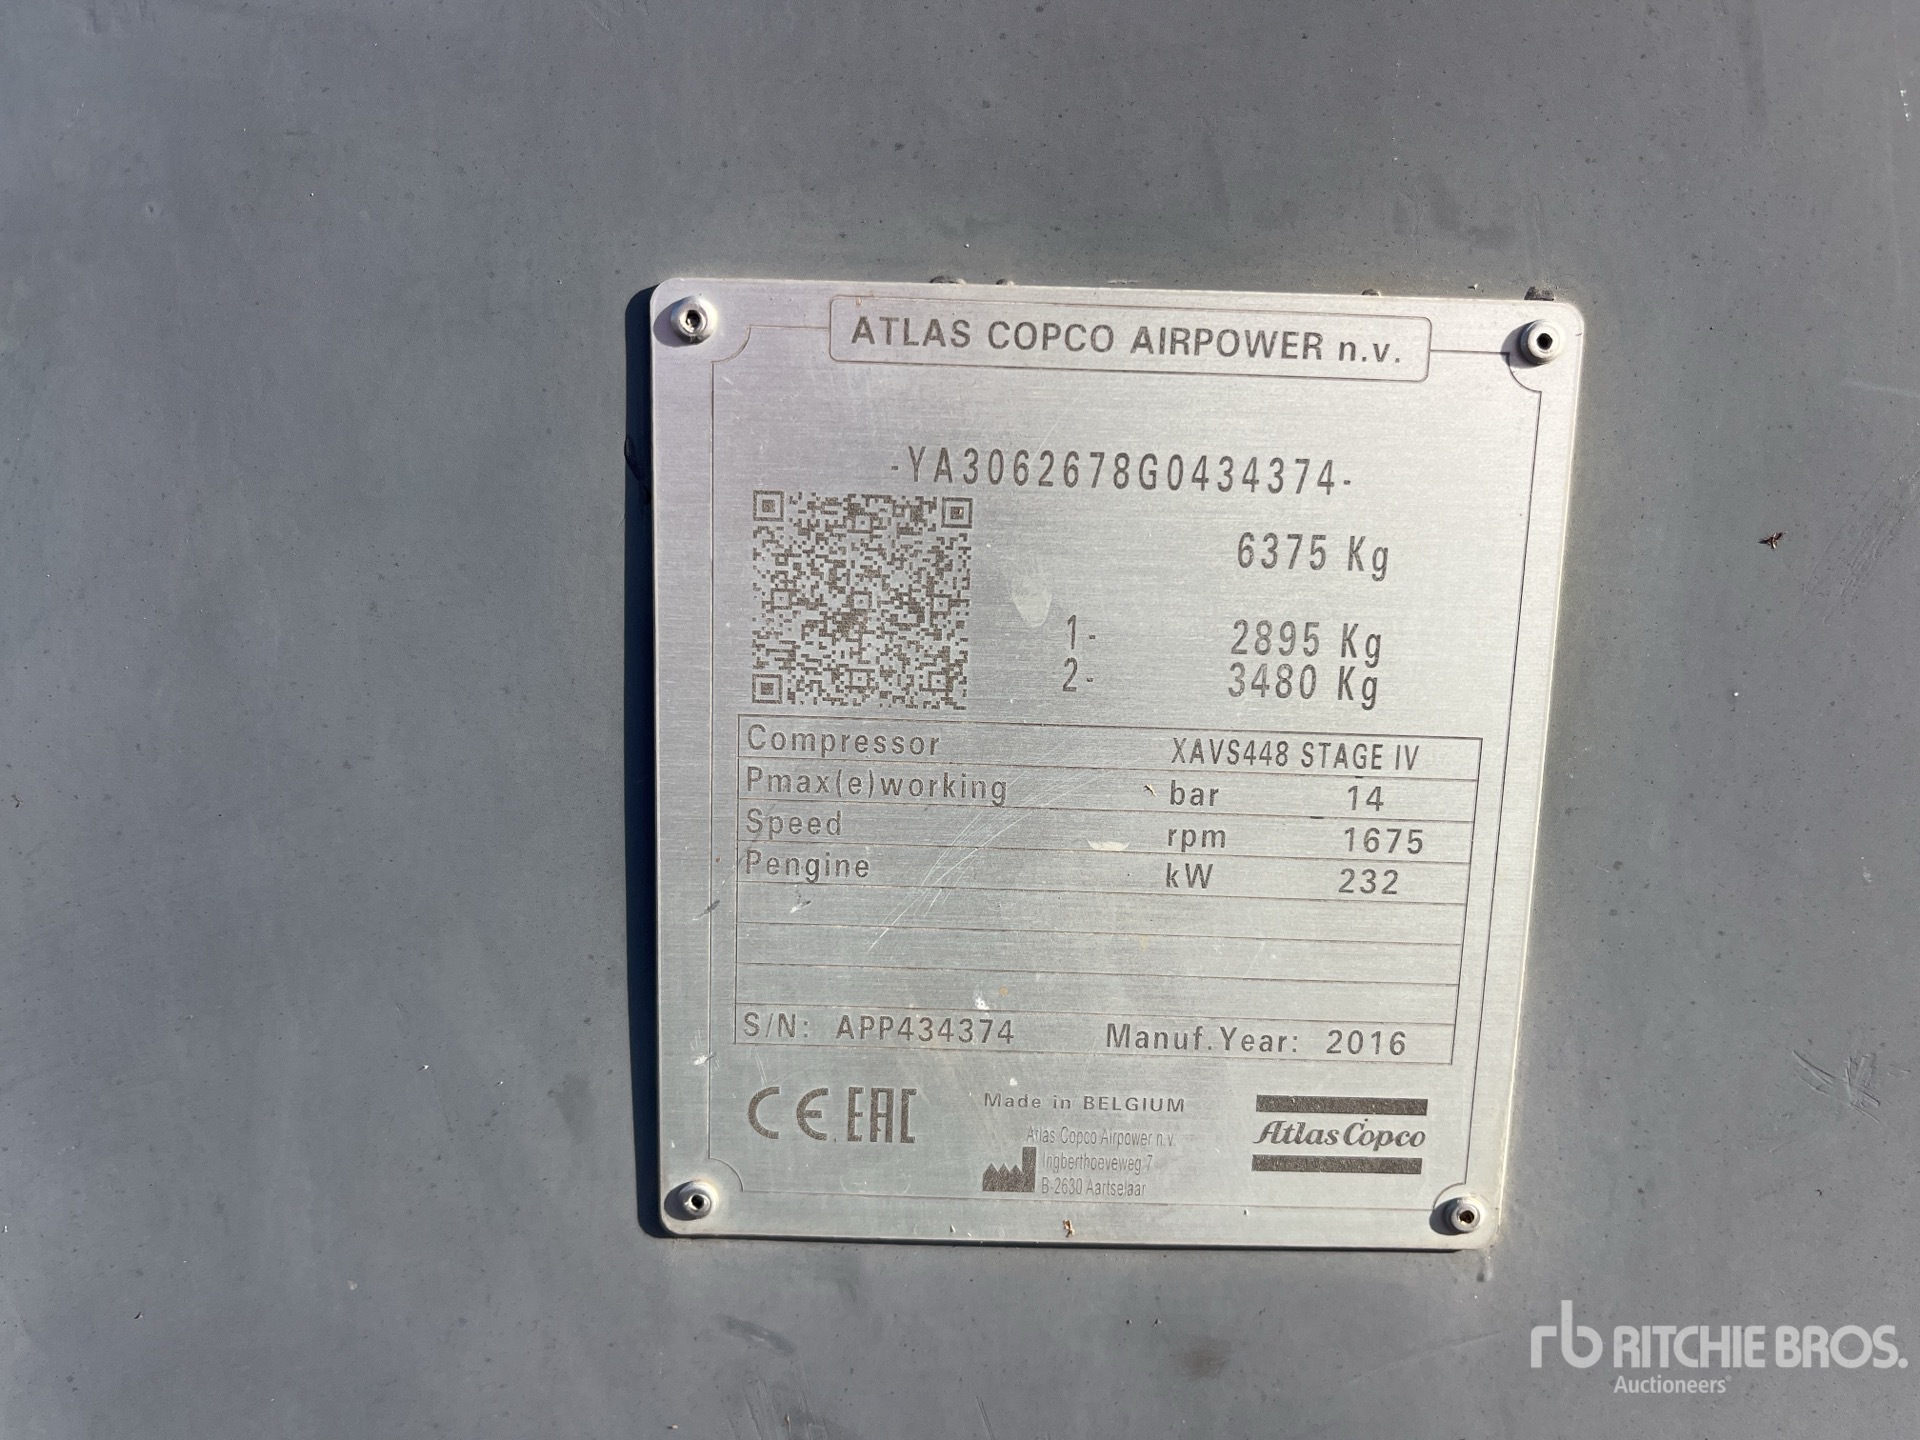 ATLAS COPCO AIRPOWER n.v.
-YA3062678G0434374-
6375 Kg
1- 2895 Kg
2- 3480 Kg
Compressor XAVS448 STAGE IV
Pmax(e)working bar 14
Speed rpm 1675
Pengine kW 232
S/N: APP434374 Manuf.Year: 2016
CE EAC
Made in BELGIUM
Atlas Copco Airpower n.v.
Ingberthoeveweg 7
B-2630 Aartselaar
Atlas Copco
rb RITCHIE BROS.
Auctioneers